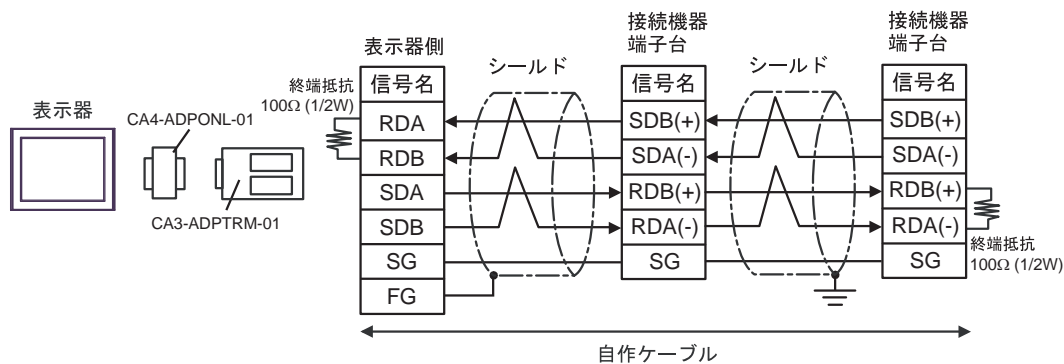 表示器
CA4-ADPONL-01
CA3-ADPTRM-01
終端抵抗
100Ω (1/2W)
表示器側
信号名
RDA
RDB
SDA
SDB
SG
FG
シールド
接続機器
端子台
信号名
SDB(+)
SDA(-)
RDB(+)
RDA(-)
SG
シールド
接続機器
端子台
信号名
SDB(+)
SDA(-)
RDB(+)
RDA(-)
SG
終端抵抗
100Ω (1/2W)
自作ケーブル